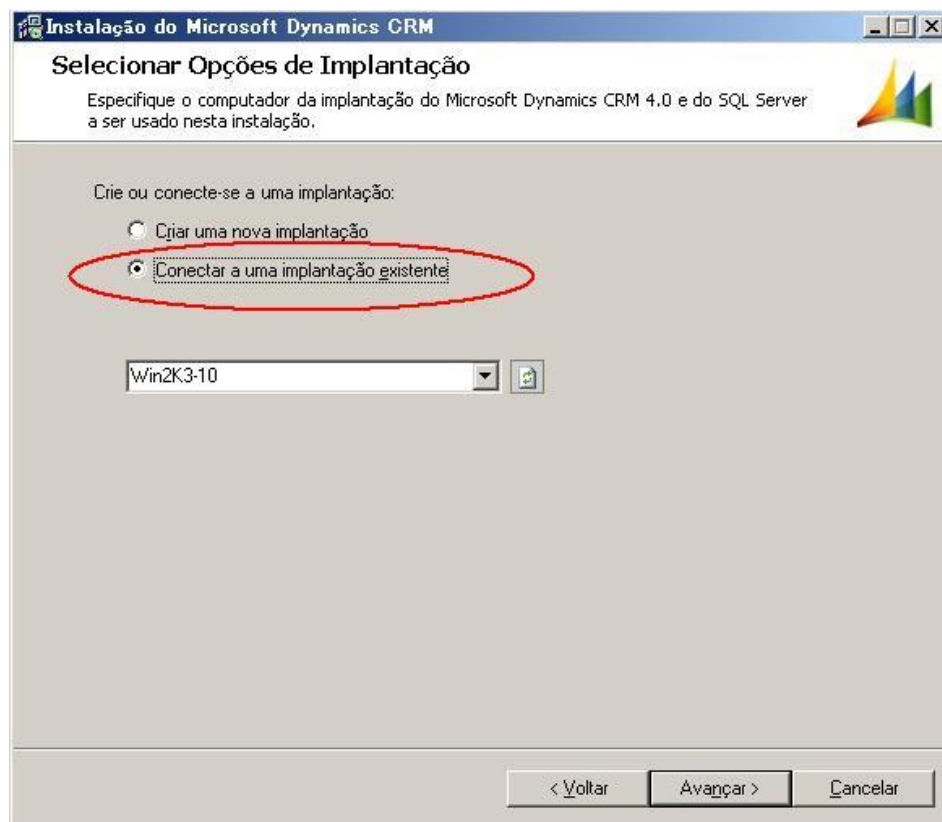 Instalação do Microsoft Dynamics CRM
Selecionar Opções de Implantação
Especifique o computador da implantação do Microsoft Dynamics CRM 4.0 e do SQL Server
a ser usado nesta instalação.
Crie ou conecte-se a uma implantação:
Criar uma nova implantação
Conectar a uma implantação existente
Win2K3-10
< Voltar
Avançar >
Cancelar